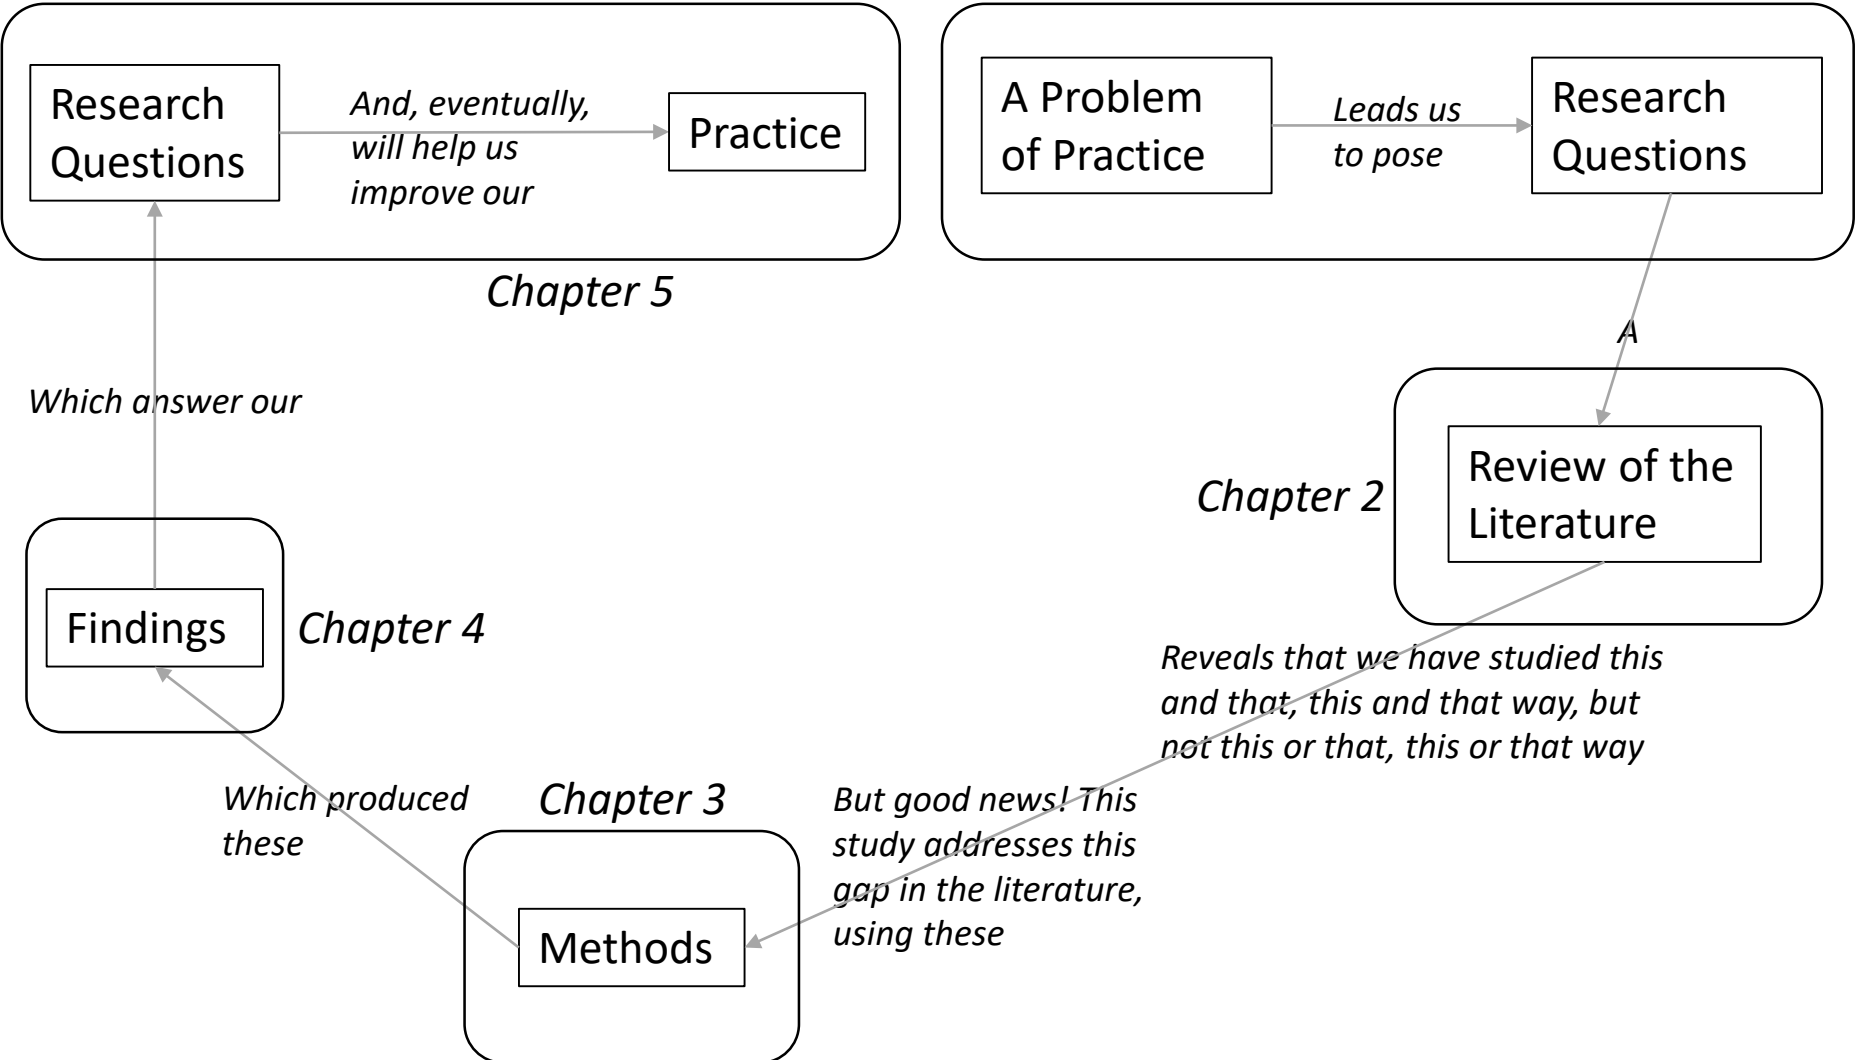 Research
Questions
And, eventually,
will help us
improve our
Practice
Chapter 5
A Problem
of Practice
Leads us
to pose
Research
Questions
A
Chapter 2
Review of the
Literature
Reveals that we have studied this
and that, this and that way, but
not this or that, this or that way
But good news! This
study addresses this
gap in the literature,
using these
Chapter 3
Methods
Which produced
these
Findings
Chapter 4
Which answer our